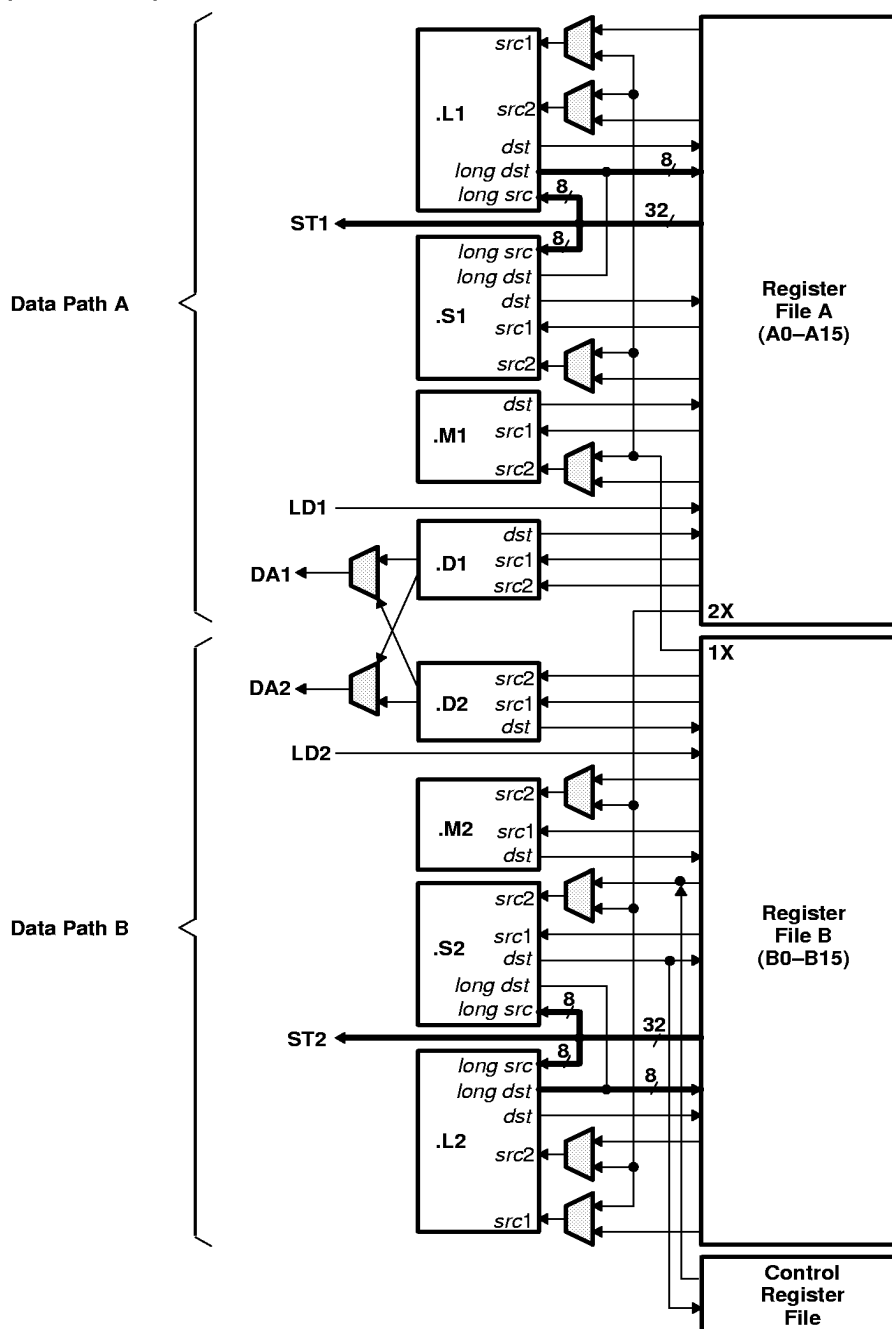 src1
.L1
src2
dst
long dst
8
long src
8
ST1
32
8
long src
long dst
Data Path A
dst
.S1
src1
src2
Register
File A
(A0–A15)
dst
.M1
src1
src2
LD1
dst
DA1
.D1
src1
src2
2X
1X
DA2
.D2
src2
src1
dst
LD2
src2
.M2
src1
dst
src2
Data Path B
.S2
src1
dst
long dst
long src
8
Register
File B
(B0–B15)
ST2
32
8
long src
long dst
8
dst
.L2
src2
src1
Control
Register
File